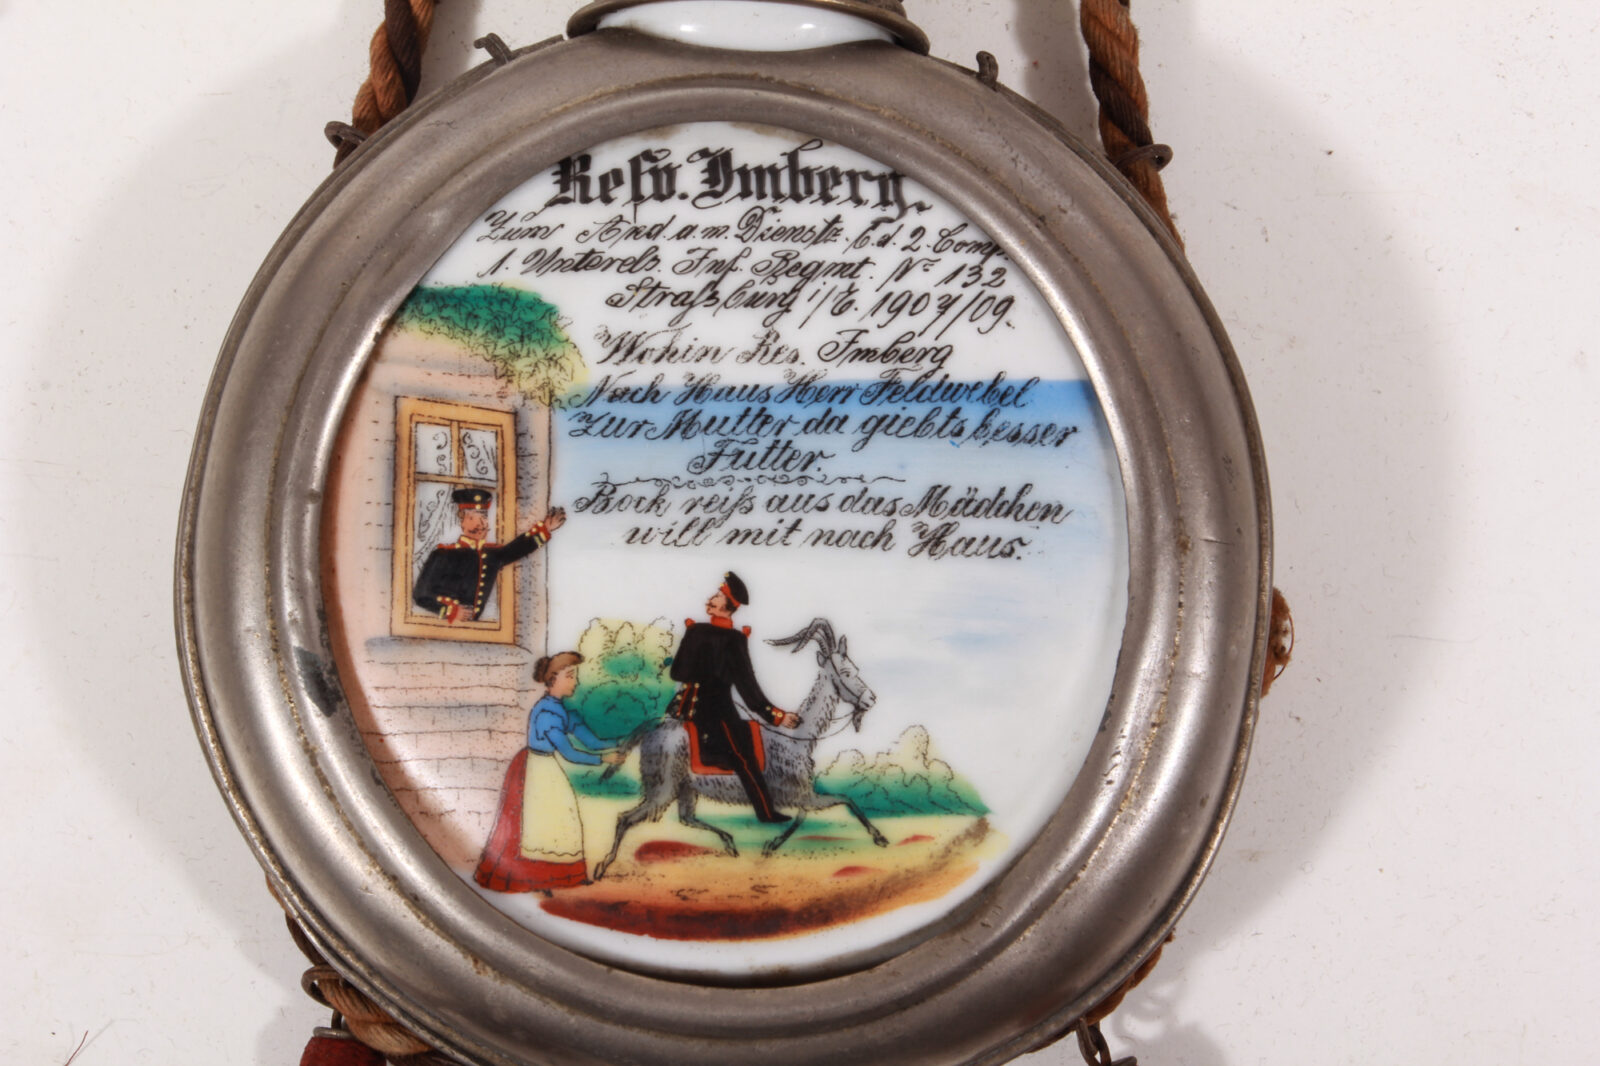 Resv. Imberg.
Zum And. a. m. Dienstz. b. d. 2. Comp.
1. Unterels. Inf. Regmt. No 132
Straßburg i/E. 1907/09.
Wohin Res. Imberg
Nach Haus Herr Feldwebel
Zur Mutter da giebts besser
Futter.
Bock reiß aus das Mädchen
will mit nach Haus.